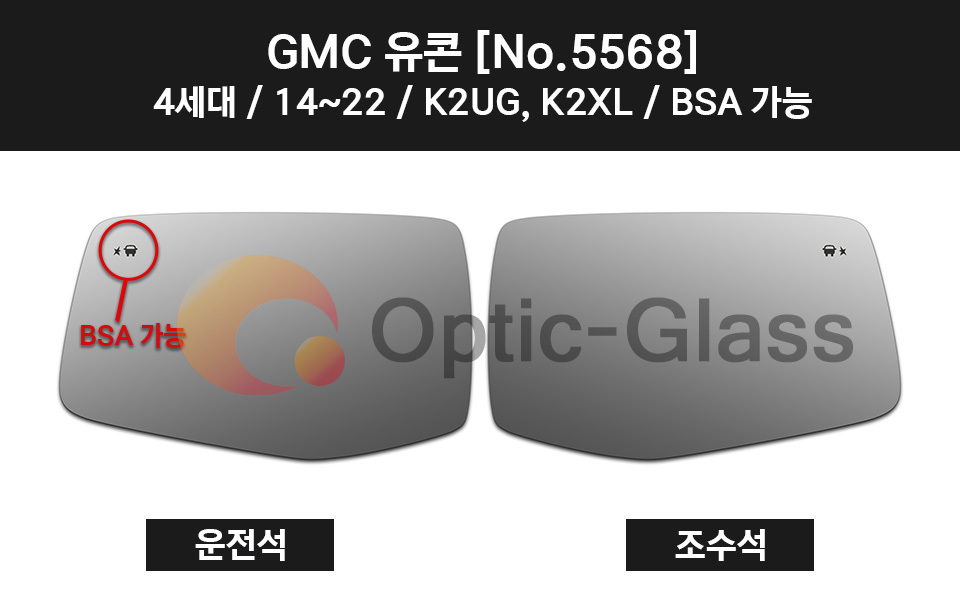 GMC 유콘 [No.5568]
4세대 / 14~22 / K2UG, K2XL / BSA 가능
BSA 가능
Optic-Glass
운전석
조수석